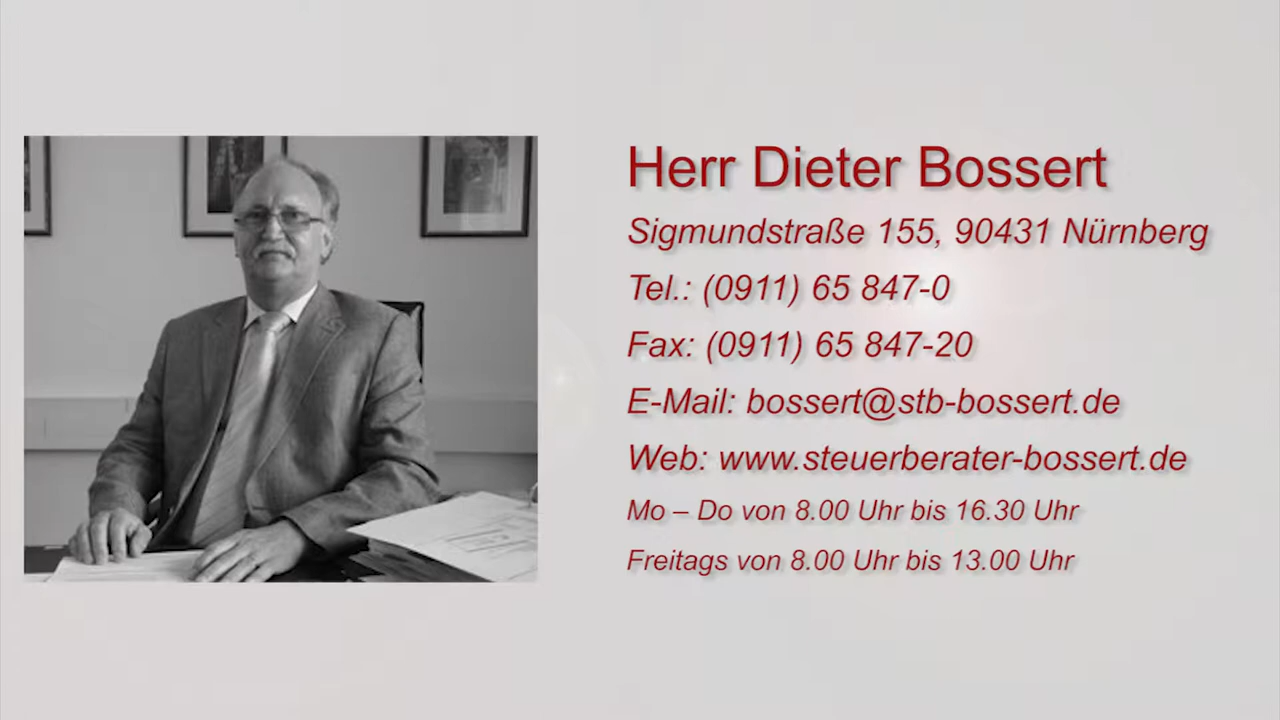 Herr Dieter Bossert
Sigmundstraße 155, 90431 Nürnberg
Tel.: (0911) 65 847-0
Fax: (0911) 65 847-20
E-Mail: bossert@stb-bossert.de
Web: www.steuerberater-bossert.de
Mo – Do von 8.00 Uhr bis 16.30 Uhr
Freitags von 8.00 Uhr bis 13.00 Uhr